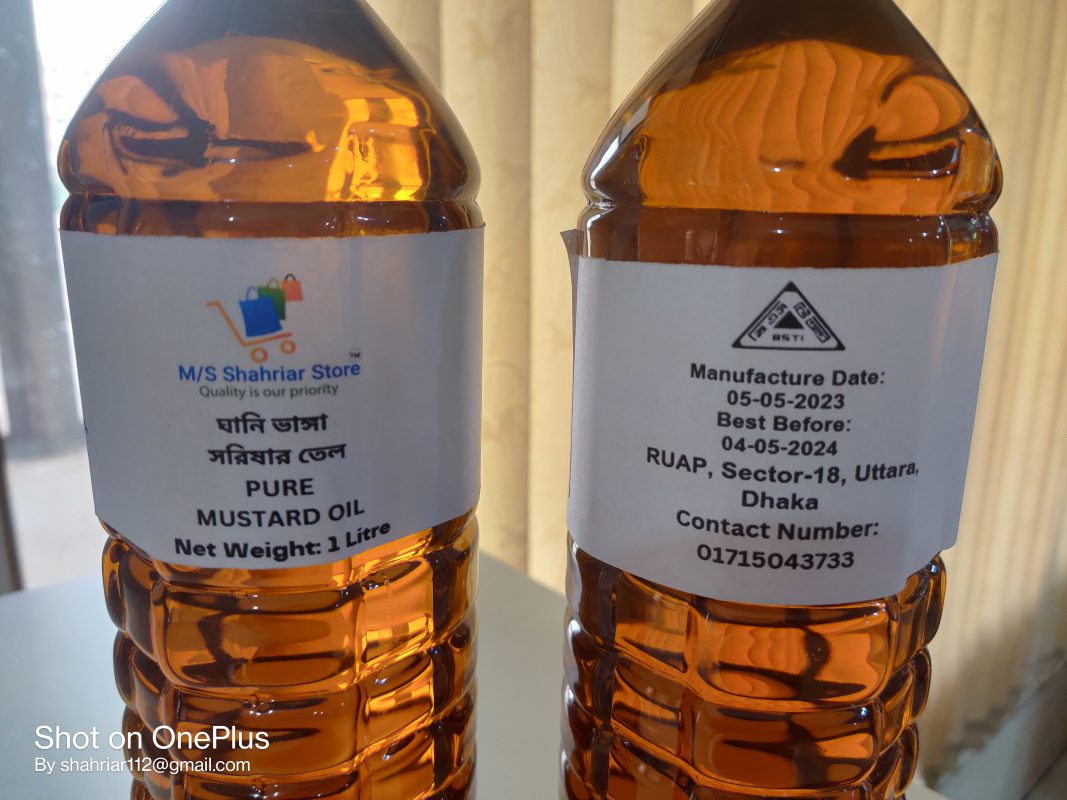 M/S Shahriar Store™
Quality is our priority
ঘানি ভাঙ্গা
সরিষার তেল
PURE
MUSTARD OIL
Net Weight: 1 Litre
BSTI
Manufacture Date:
05-05-2023
Best Before:
04-05-2024
RUAP, Sector-18, Uttara,
Dhaka
Contact Number:
01715043733
Shot on OnePlus
By shahriar112@gmail.com